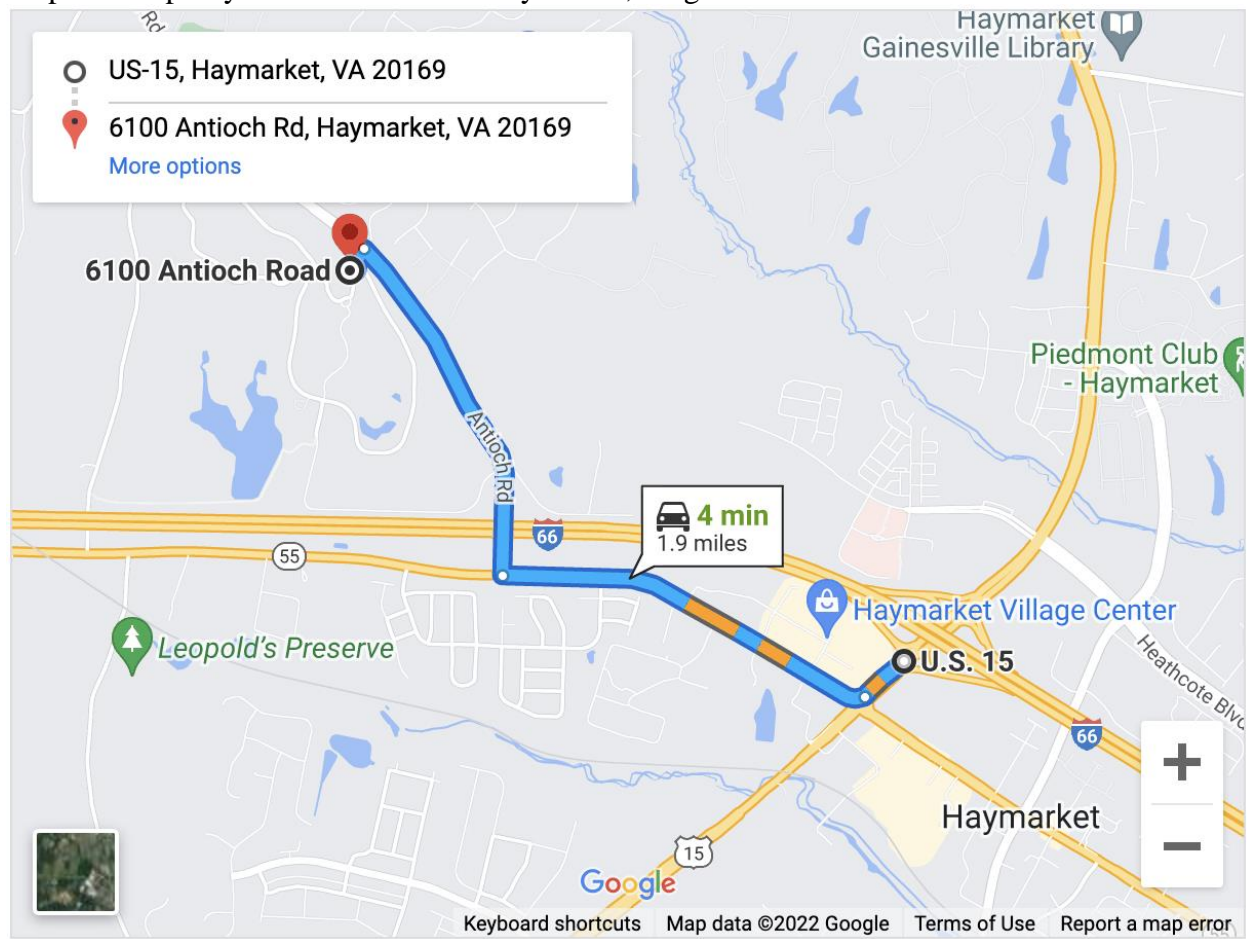 Rd
Haymarket
Gainesville Library
US-15, Haymarket, VA 20169
6100 Antioch Rd, Haymarket, VA 20169
More options
6100 Antioch Road
Piedmont Club
- Haymarket
Antioch Rd
4 min
1.9 miles
66
55
Haymarket Village Center
Leopold's Preserve
U.S. 15
Heathcote Blvd
66
Haymarket
15
Google
Keyboard shortcuts
Map data ©2022 Google
Terms of Use
Report a map error
55